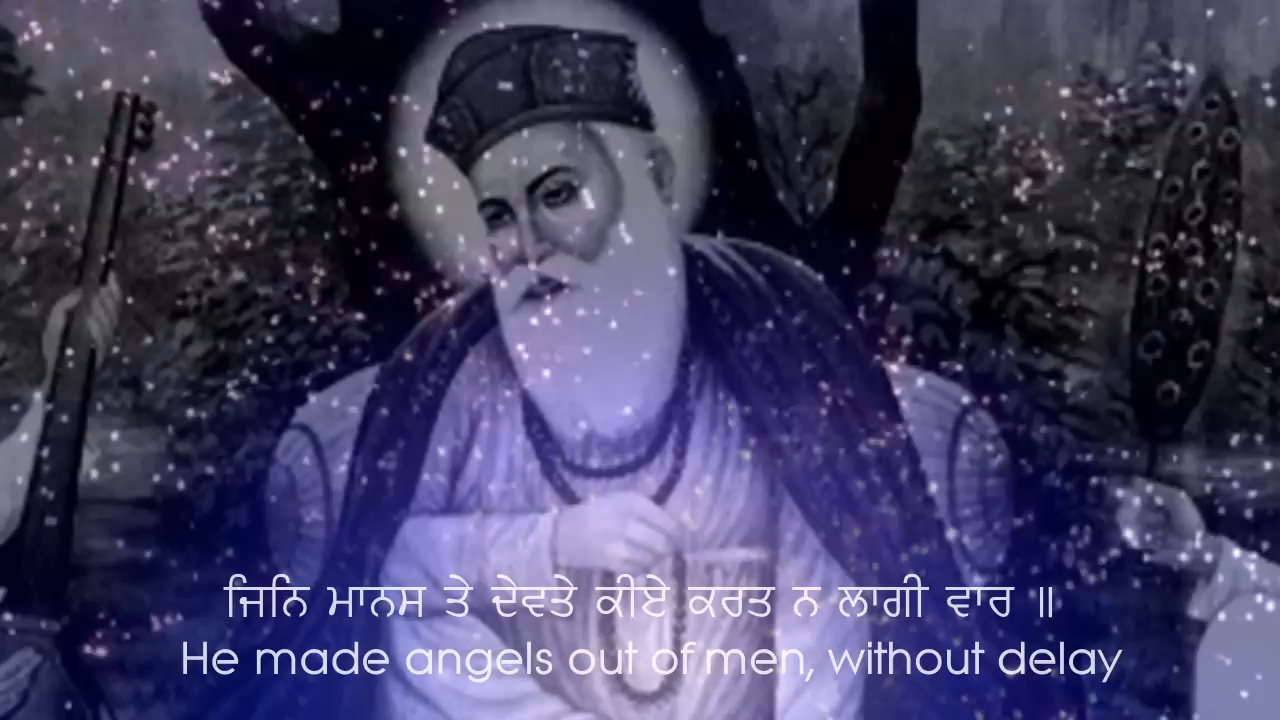 ਜਿਨਿ ਮਾਨਸ ਤੇ ਦੇਵਤੇ ਕੀਏ ਕਰਤ ਨ ਲਾਗੀ ਵਾਰ ॥
He made angels out of men, without delay